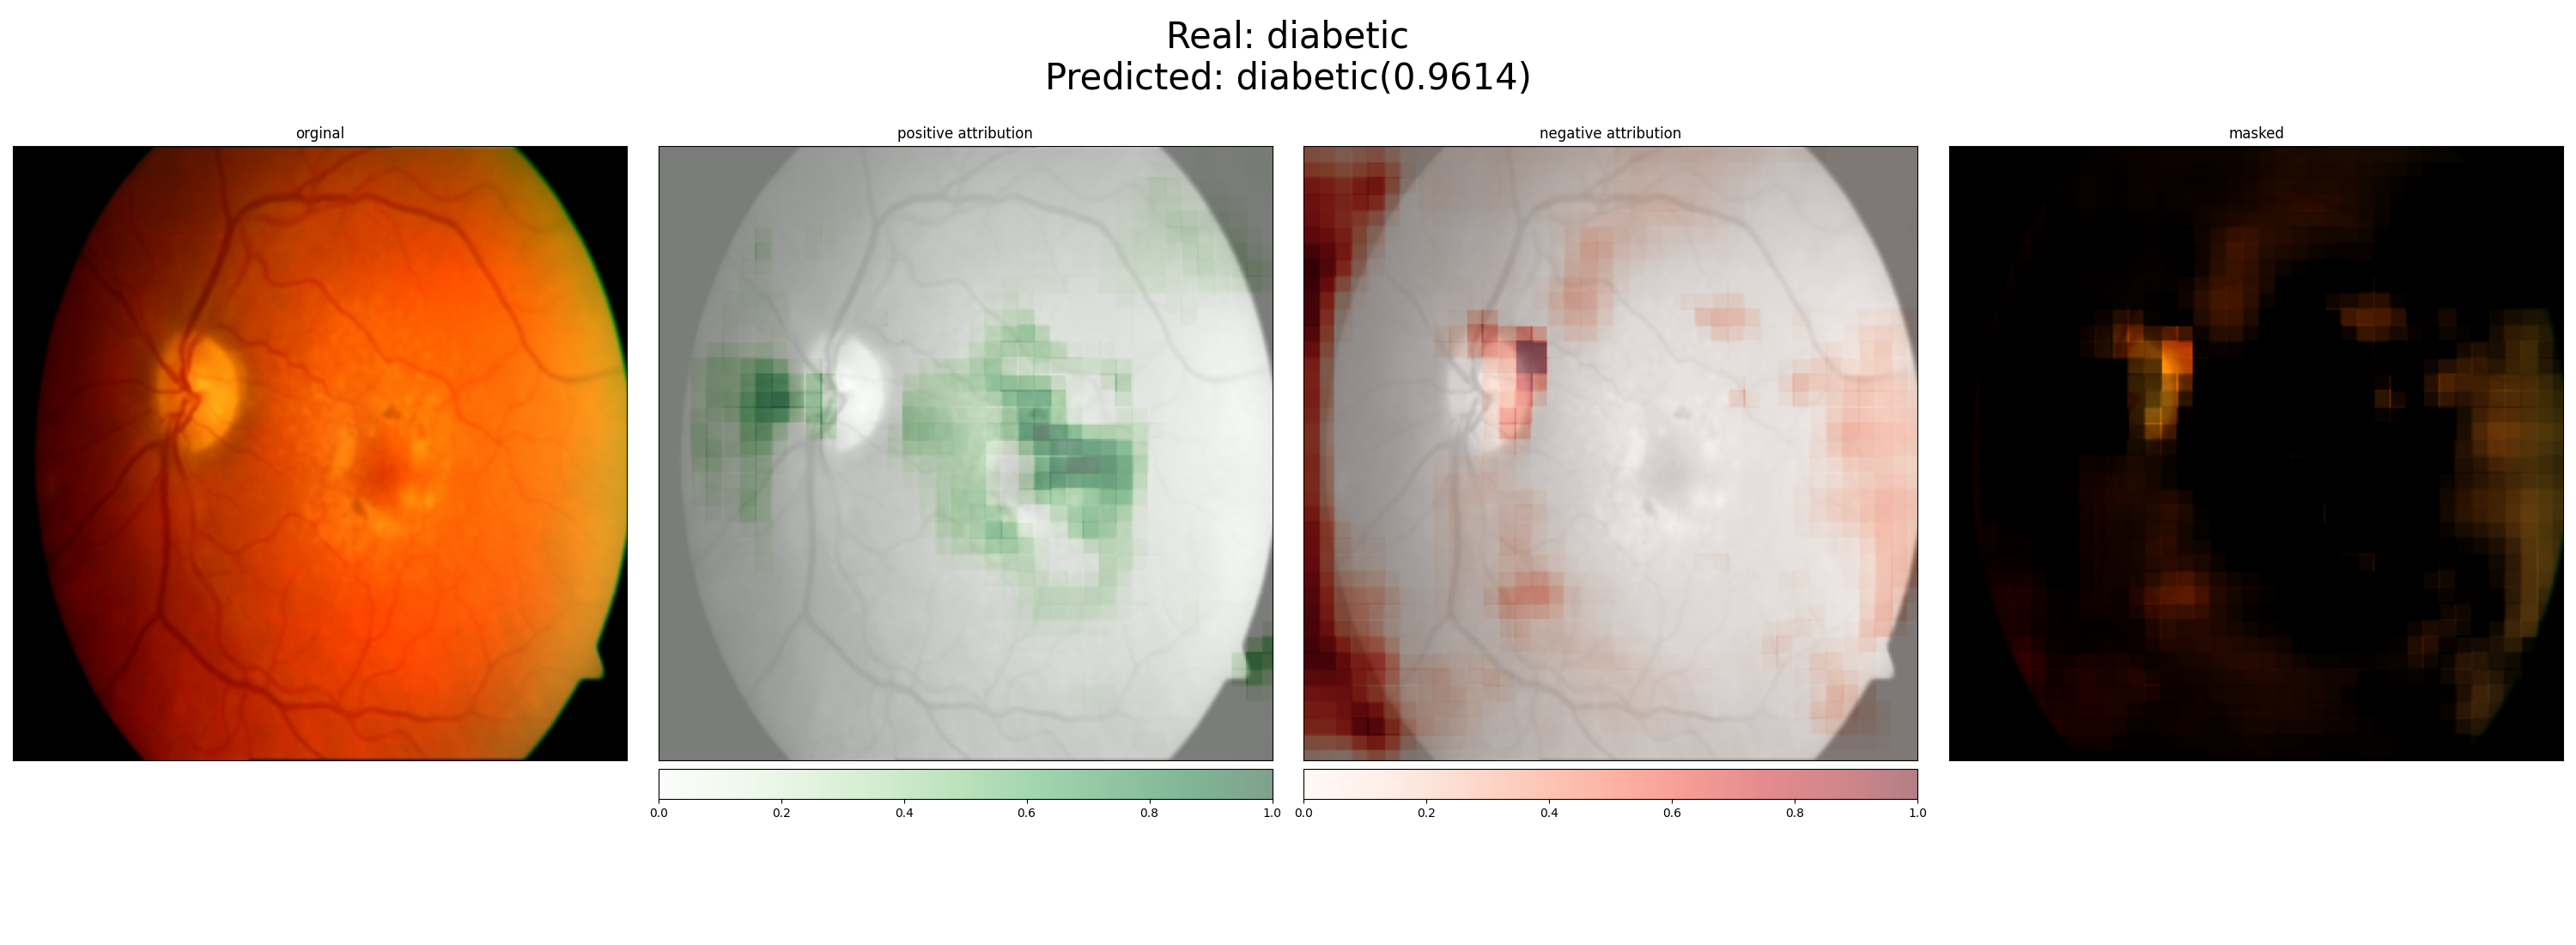 Real: diabetic
Predicted: diabetic(0.9614)
orginal
positive attribution
negative attribution
masked
0.0 0.2 0.4 0.6 0.8 1.0
0.0 0.2 0.4 0.6 0.8 1.0